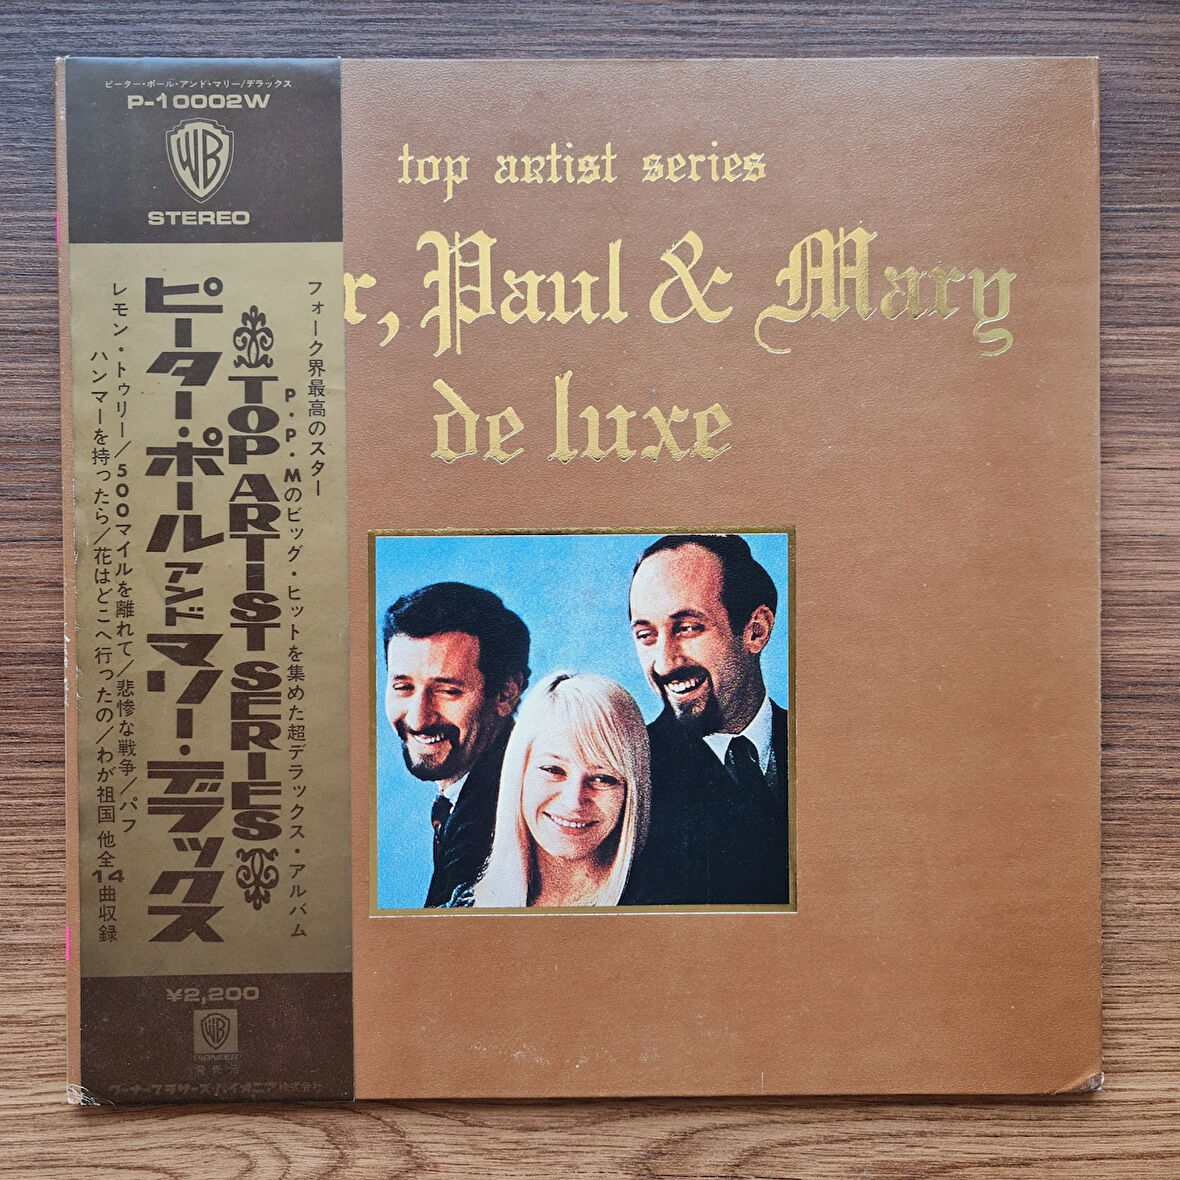 ピーター・ポール・アンド・マリー/デラックス
P-10002W
WB
STEREO
フォーク界最高のスター
P・P・Mのビッグ・ヒットを集めた超デラックス・アルバム
TOP ARTIST SERIES
ピーター・ポール アンド マリー・デラックス
レモン・トゥリー/500マイルを離れて/悲惨な戦争/パフ
ハンマーを持ったら/花はどこへ行ったの/わが祖国 他全14曲収録
¥2,200
WB
PIONEER
発売元
ワーナー・ブラザーズ・パイオニア株式会社
top artist series
r, Paul & Mary
de luxe